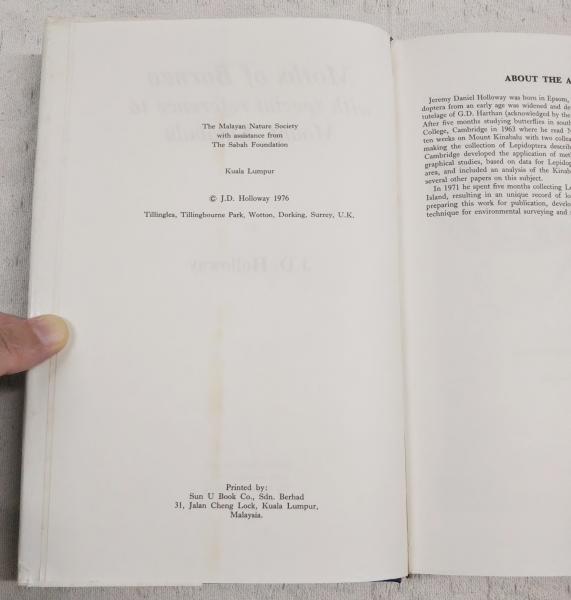 The Malayan Nature Society
with assistance from
The Sabah Foundation
Kuala Lumpur
© J.D. Holloway 1976
Tillinglea, Tillingbourne Park, Wotton, Dorking, Surrey, U.K.
Printed by:
Sun U Book Co., Sdn. Berhad
31, Jalan Cheng Lock, Kuala Lumpur,
Malaysia.
ABOUT THE A
Jeremy Daniel Holloway was born in Epsom,
doptera from an early age was widened and de
tutelage of G.D. Harthan (acknowledged by the
After five months studying butterflies in south
College, Cambridge in 1963 where he read N
ten weeks on Mount Kinabalu with two collea
making the collection of Lepidoptera describ
Cambridge developed the application of met
graphical studies, based on data for Lepidop
area, and included an analysis of the Kinab
several other papers on this subject.
In 1971 he spent five months collecting Le
Island, resulting in an unique record of
preparing this work for publication, develo
technique for environmental surveying and